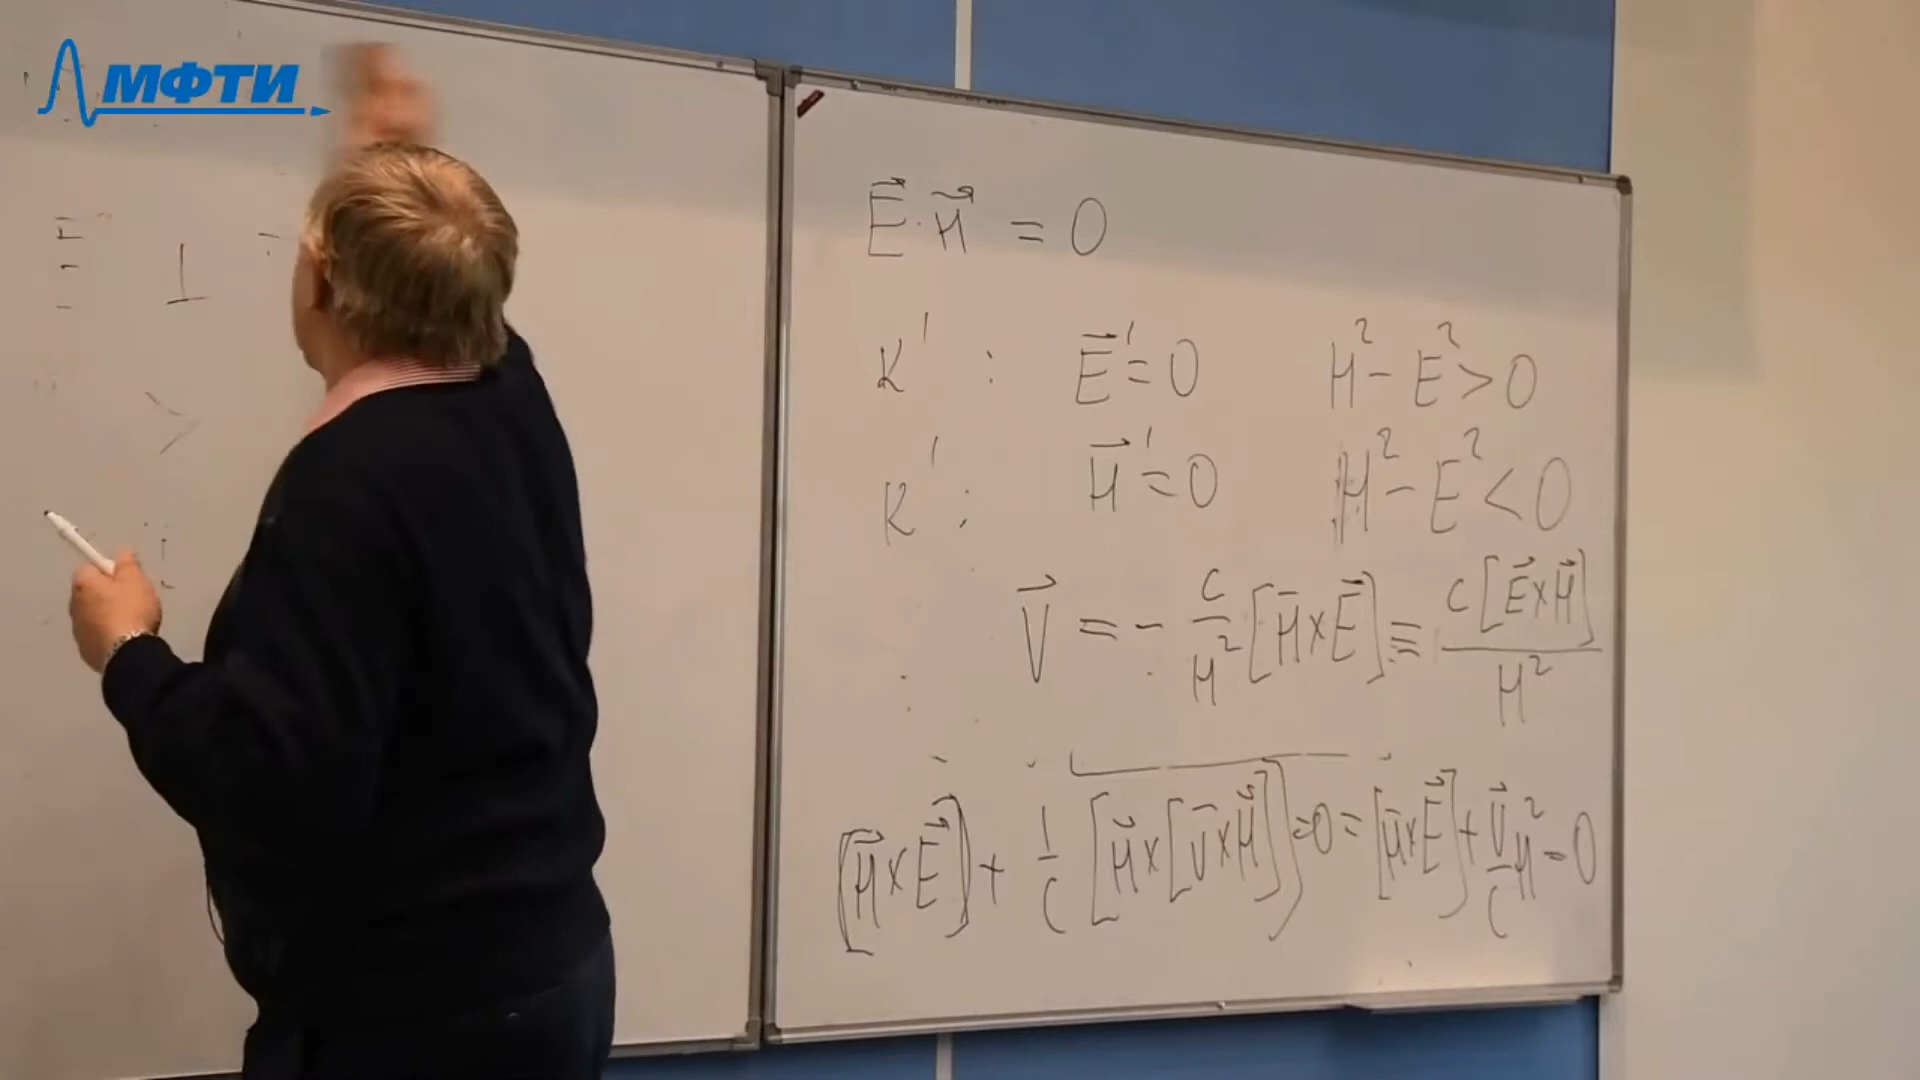 МФТИ
E⃗ · H⃗ = 0
K' : E⃗' = 0 H² − E² > 0
K' : H⃗' = 0 H² − E² < 0
V⃗ = − c/H² [H⃗ × E⃗] ≡ c [E⃗ × H⃗] / H²
[H⃗ × E⃗] + 1/c [H⃗ × [V⃗ × H⃗]] = 0 = [H⃗ × E⃗] + V⃗/c H² = 0